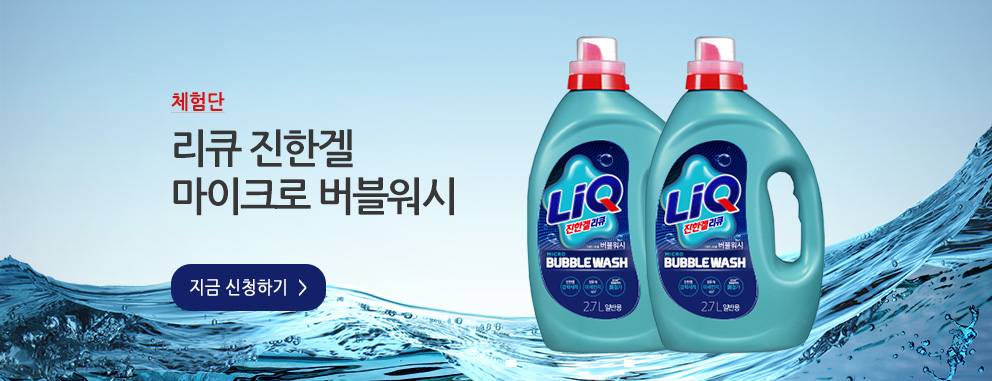 체험단
리큐 진한겔
마이크로 버블워시
지금 신청하기 >
LiQ
진한겔 리큐
버블워시
MICRO
BUBBLE WASH
2.7L 일반용
LiQ
진한겔 리큐
버블워시
MICRO
BUBBLE WASH
2.7L 일반용